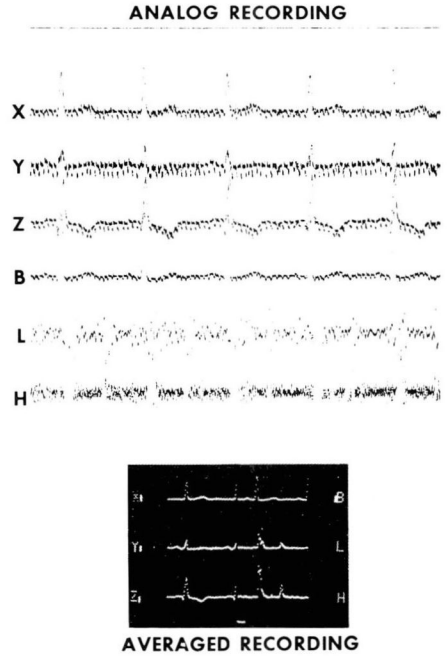 ANALOG RECORDING
X
Y
Z
B
L
H
X B
Y L
Z H
AVERAGED RECORDING